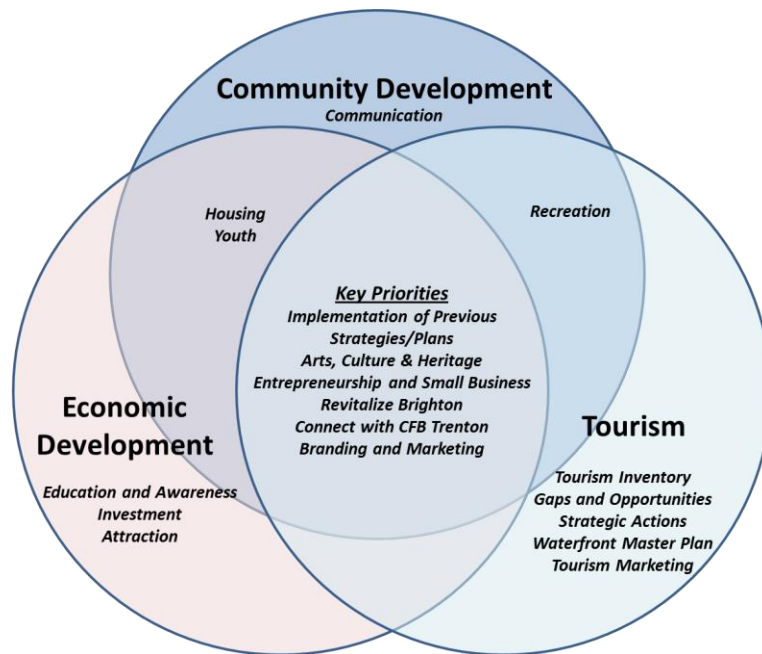 Community Development
Communication
Housing
Youth
Recreation
Key Priorities
Implementation of Previous
Strategies/Plans
Arts, Culture & Heritage
Entrepreneurship and Small Business
Revitalize Brighton
Connect with CFB Trenton
Branding and Marketing
Economic
Development
Education and Awareness
Investment
Attraction
Tourism
Tourism Inventory
Gaps and Opportunities
Strategic Actions
Waterfront Master Plan
Tourism Marketing